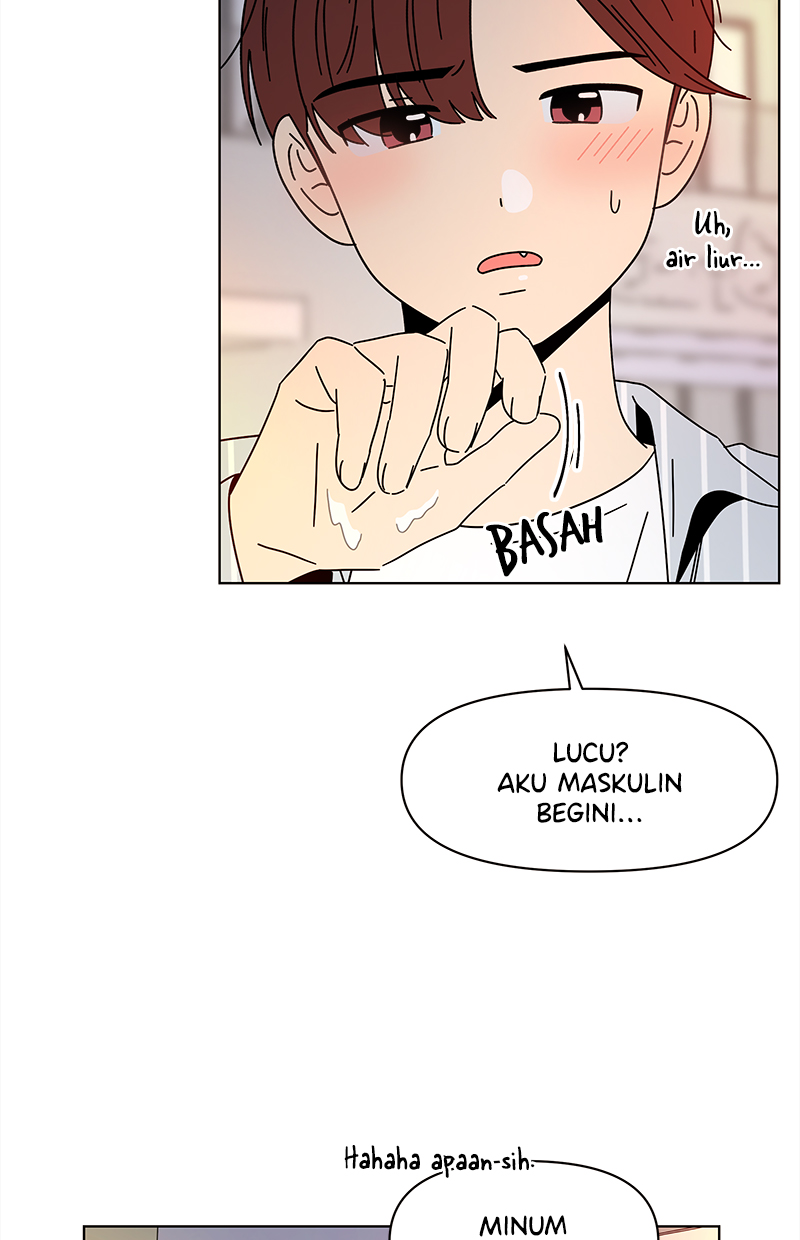 Uh,
air liur...
BASAH
LUCU?
AKU MASKULIN
BEGINI...
Hahaha apaan-sih.
MINUM